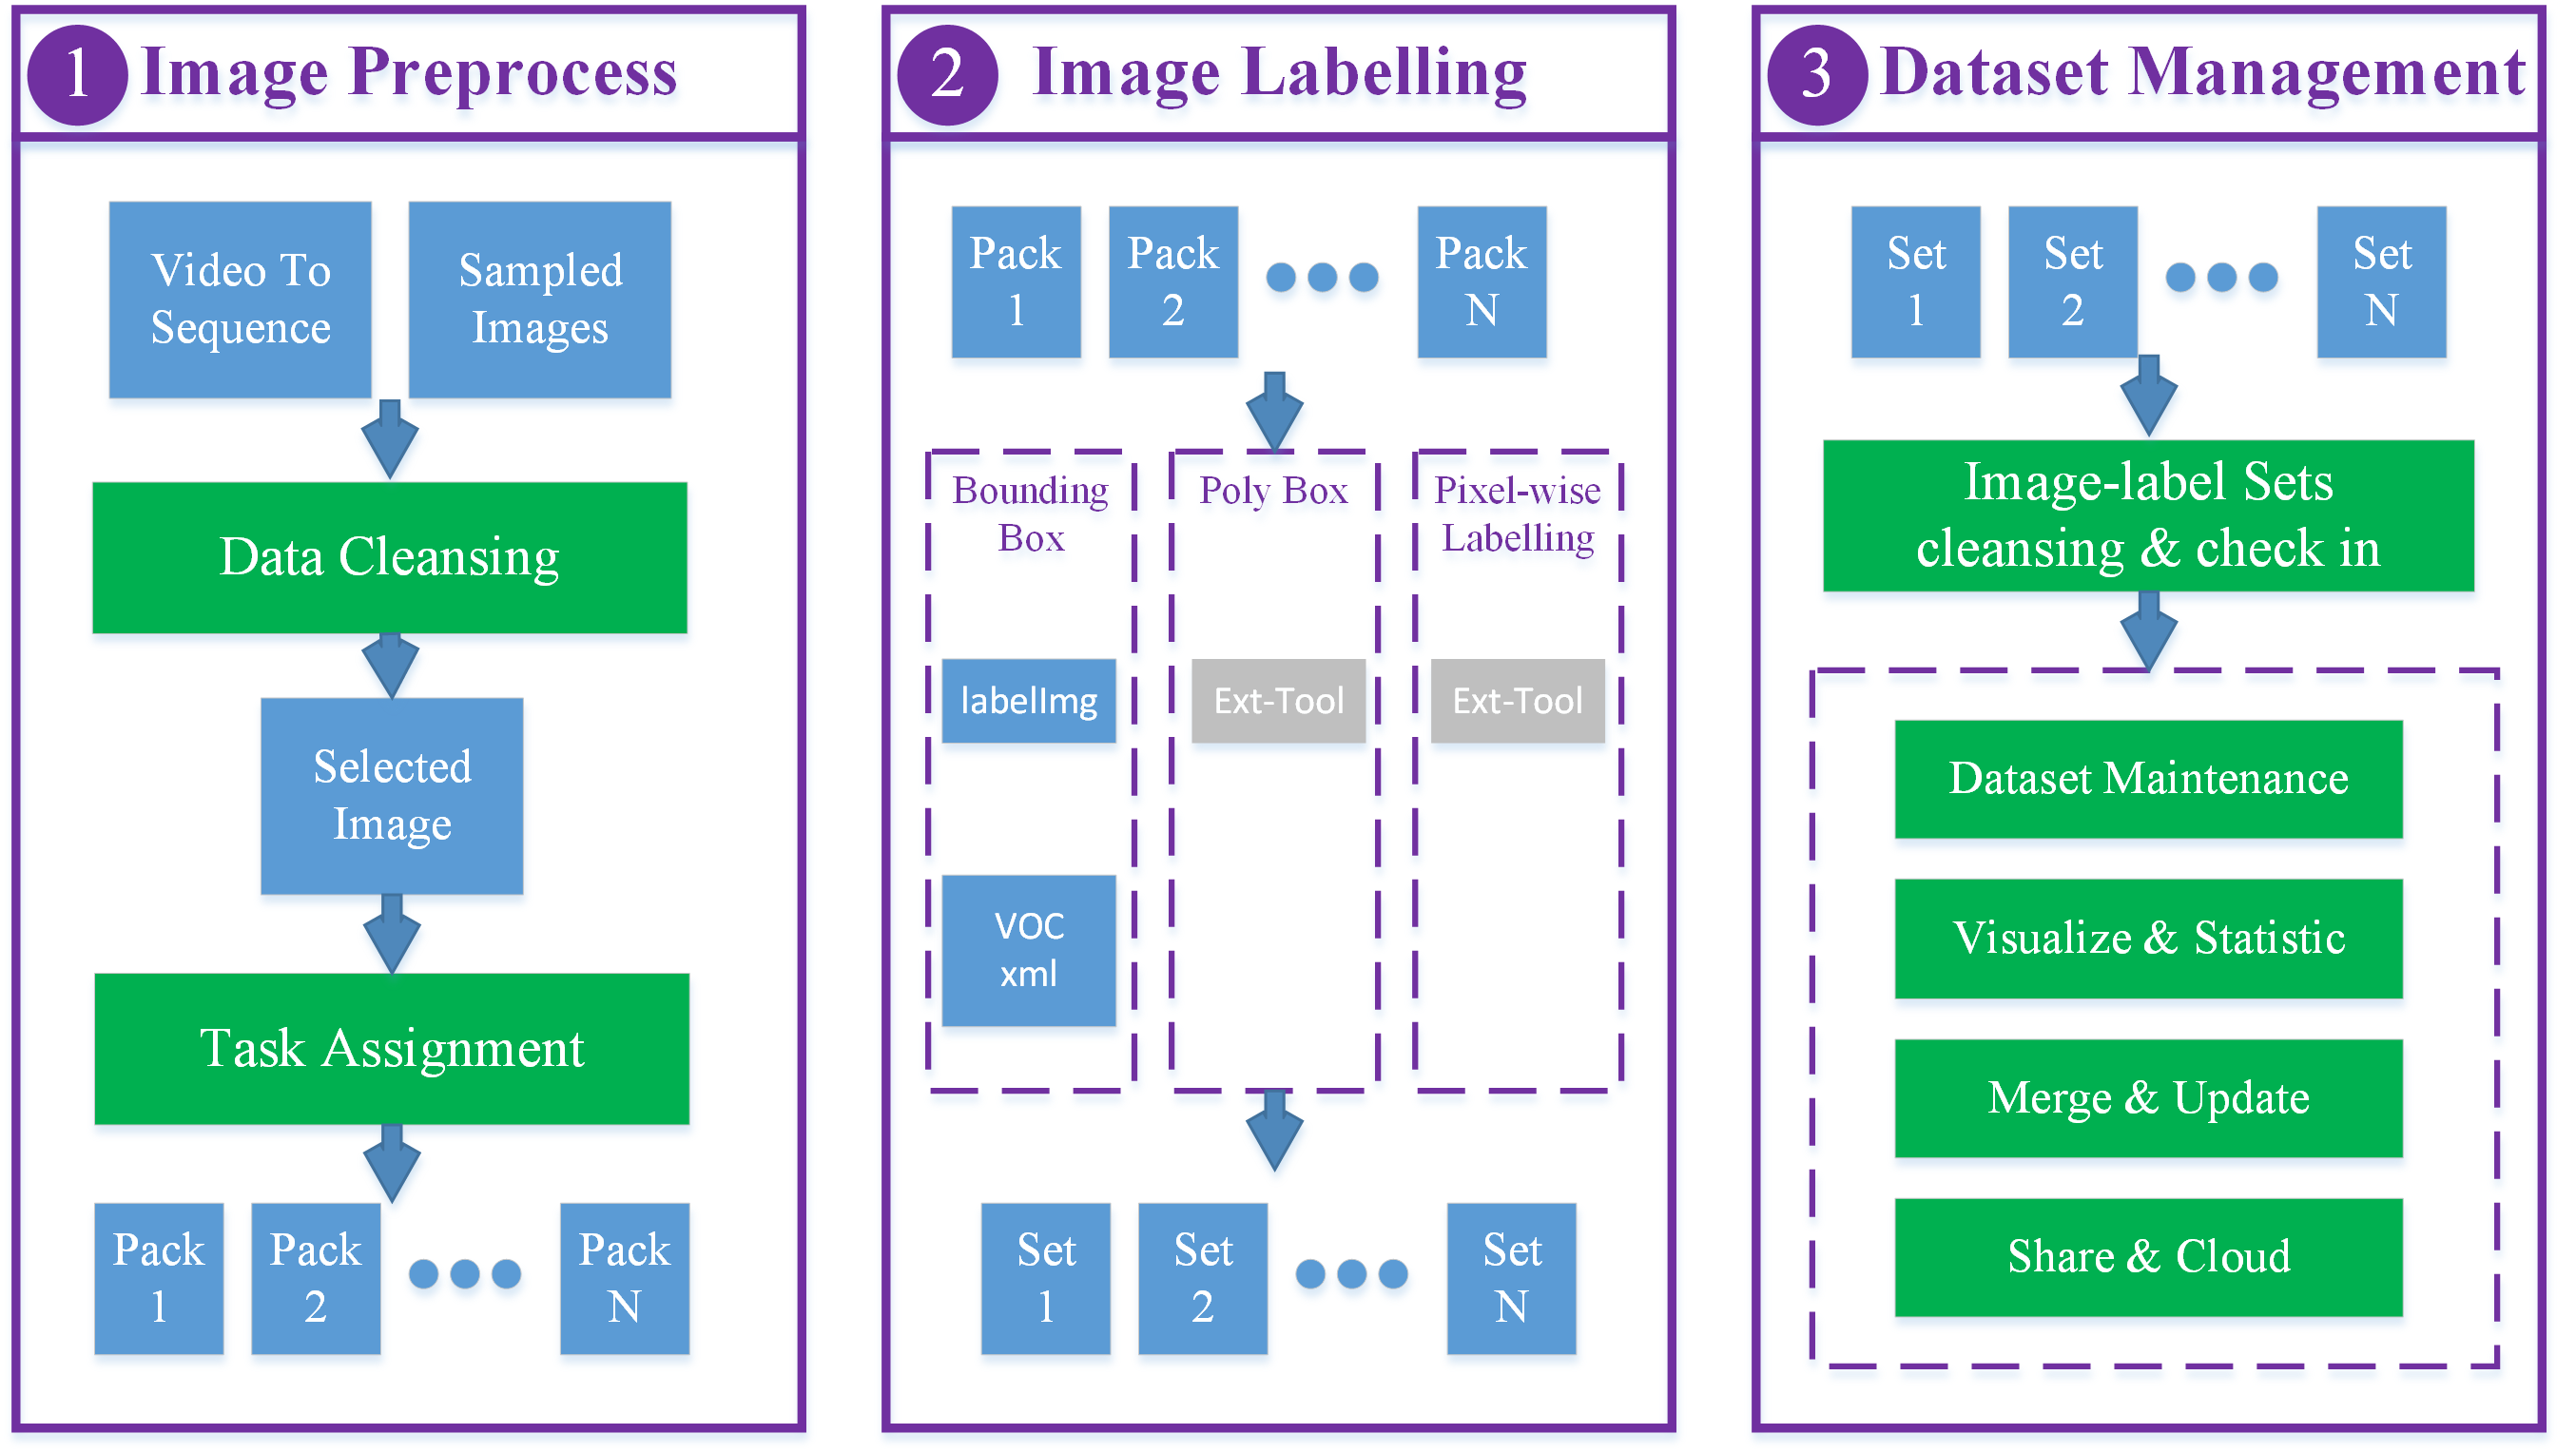 1 Image Preprocess
Video To
Sequence
Sampled
Images
Data Cleansing
Selected
Image
Task Assignment
Pack
1
Pack
2
Pack
N
2 Image Labelling
Pack
1
Pack
2
Pack
N
Bounding
Box
labelImg
VOC
xml
Poly Box
Ext-Tool
Pixel-wise
Labelling
Ext-Tool
Set
1
Set
2
Set
N
3 Dataset Management
Set
1
Set
2
Set
N
Image-label Sets
cleansing & check in
Dataset Maintenance
Visualize & Statistic
Merge & Update
Share & Cloud